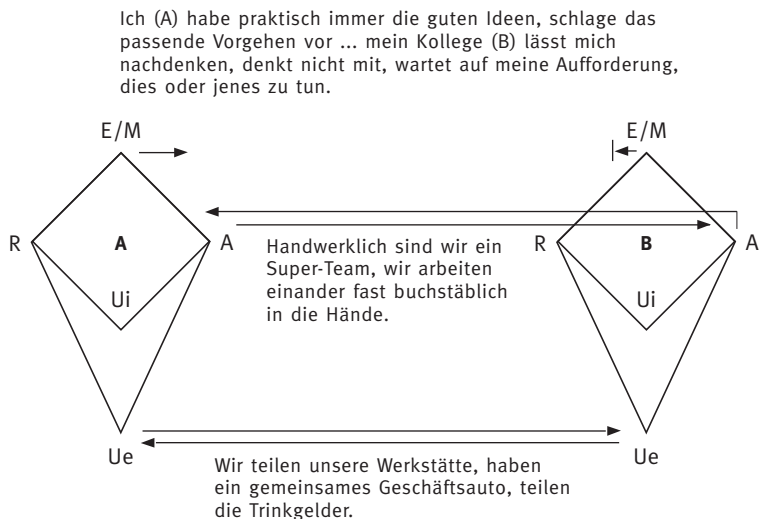 Ich (A) habe praktisch immer die guten Ideen, schlage das
passende Vorgehen vor ... mein Kollege (B) lässt mich
nachdenken, denkt nicht mit, wartet auf meine Aufforderung,
dies oder jenes zu tun.
E/M
E/M
R
A
A
R
B
A
Handwerklich sind wir ein
Super-Team, wir arbeiten
einander fast buchstäblich
in die Hände.
Ui
Ui
Ue
Ue
Wir teilen unsere Werkstätte, haben
ein gemeinsames Geschäftsauto, teilen
die Trinkgelder.